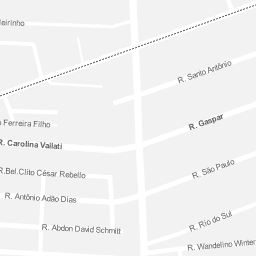 eirinho
R. Santo Antônio
Ferreira Filho
R. Gaspar
R. Carolina Vailati
R. São Paulo
R.Bel.Clito César Rebello
R. Antônio Adão Dias
R. Rio do Sul
R. Abdon David Schmitt
R. Wandelino Winter